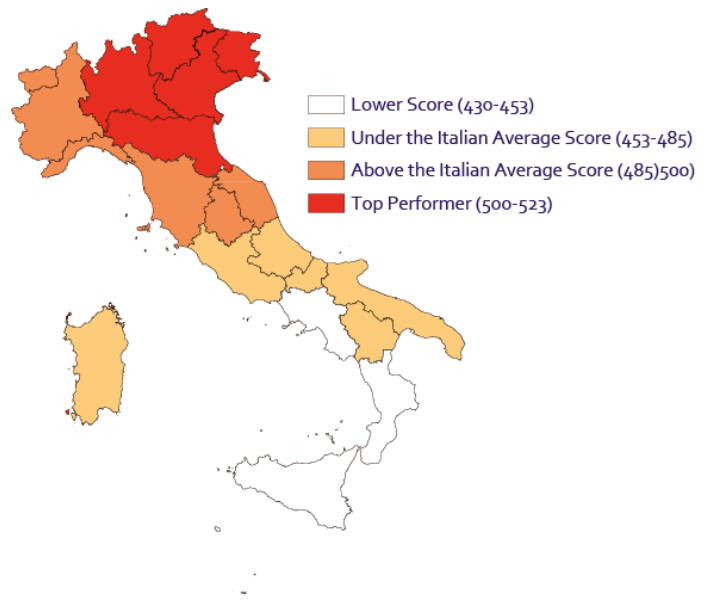 Lower Score (430-453)
Under the Italian Average Score (453-485)
Above the Italian Average Score (485)500)
Top Performer (500-523)